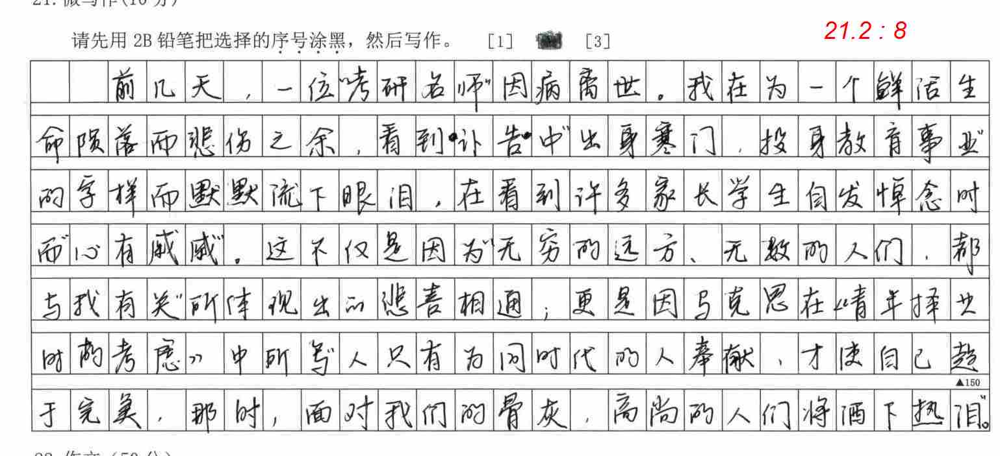 21. 微写作(10 分)
请先用 2B 铅笔把选择的序号涂黑，然后写作。 [1] [3]
21.2 : 8
前几天，一位“考研名师”因病离世。我在为一个鲜活生
命陨落而悲伤之余，看到“讣告”中“出身寒门，投身教育事业”
的字样而默默流下眼泪，在看到许多家长学生自发悼念时
而“心有戚戚”。这不仅是因为“无穷的远方、无数的人们，都
与我有关”所体现出的悲喜相通；更是因马克思在《青年择业
时的考虑》中所写“人只有为同时代的人奉献，才使自己趋
▲150
于完美，那时，面对我们的骨灰，高尚的人们将洒下热泪”。